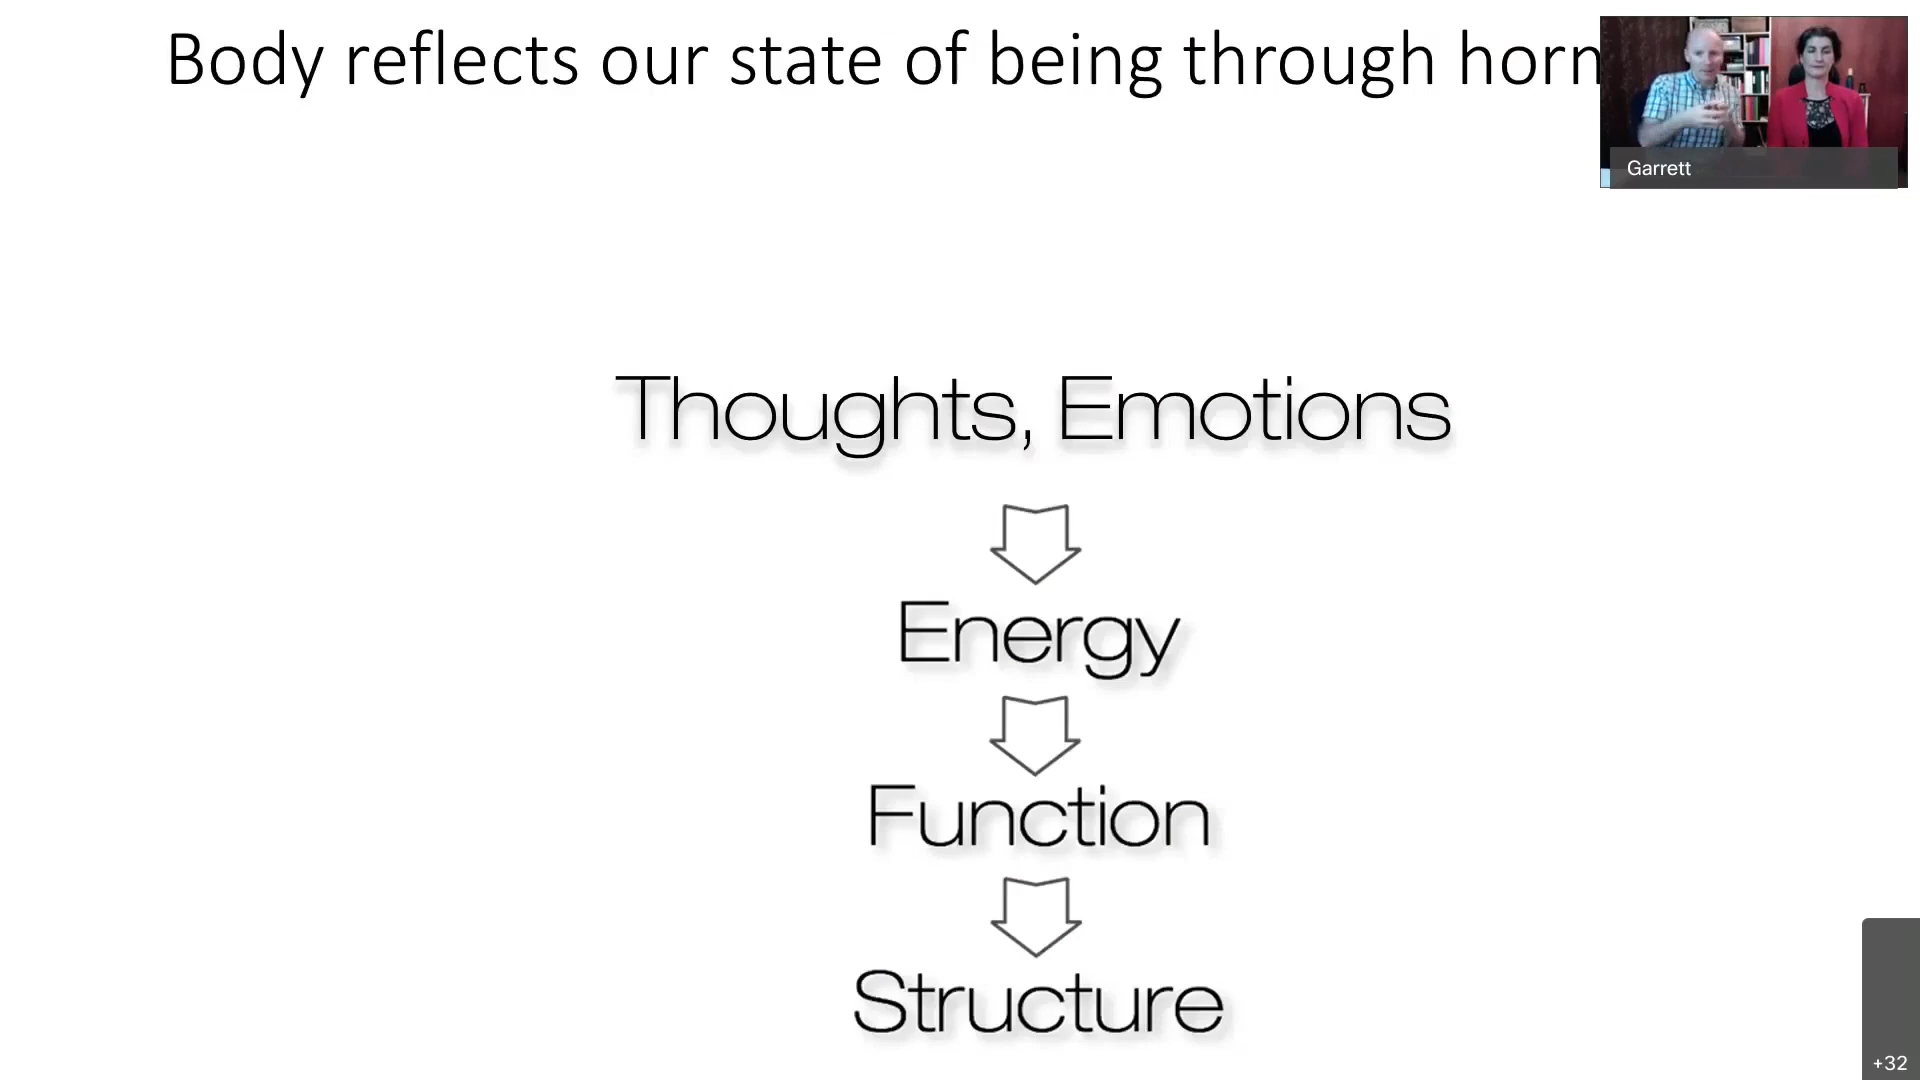 Body reflects our state of being through horn
Garrett
Thoughts, Emotions
Energy
Function
Structure
+32